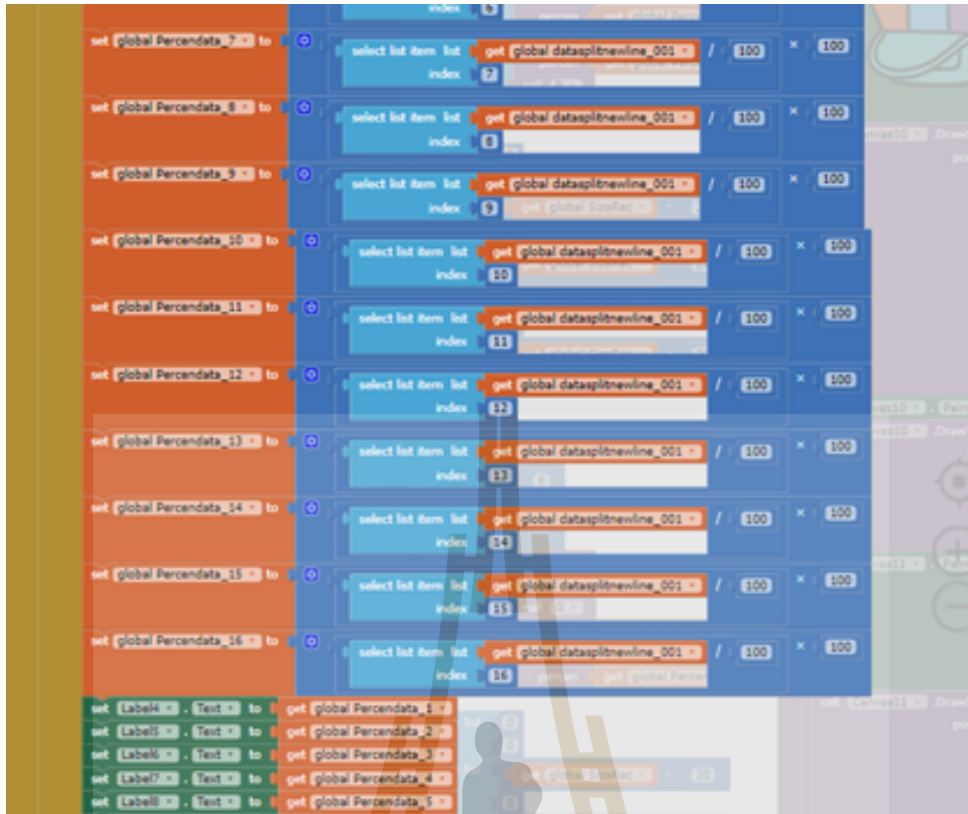 index 6
set global Percendata_7 to select list item list get global datasplitnewline_001 / 100 × 100
index 7
set global Percendata_8 to select list item list get global datasplitnewline_001 / 100 × 100
index 8
set global Percendata_9 to select list item list get global datasplitnewline_001 / 100 × 100
index 9 get global SizeRec
set global Percendata_10 to select list item list get global datasplitnewline_001 / 100 × 100
index 10
set global Percendata_11 to select list item list get global datasplitnewline_001 / 100 × 100
index 11
set global Percendata_12 to select list item list get global datasplitnewline_001 / 100 × 100
index 12
set global Percendata_13 to select list item list get global datasplitnewline_001 / 100 × 100
index 13
set global Percendata_14 to select list item list get global datasplitnewline_001 / 100 × 100
index 14
set global Percendata_15 to select list item list get global datasplitnewline_001 / 100 × 100
index 15
set global Percendata_16 to select list item list get global datasplitnewline_001 / 100 × 100
index 16
set Label4 . Text to get global Percendata_1
set Label5 . Text to get global Percendata_2
set Label6 . Text to get global Percendata_3
set Label7 . Text to get global Percendata_4
set Label8 . Text to get global Percendata_5